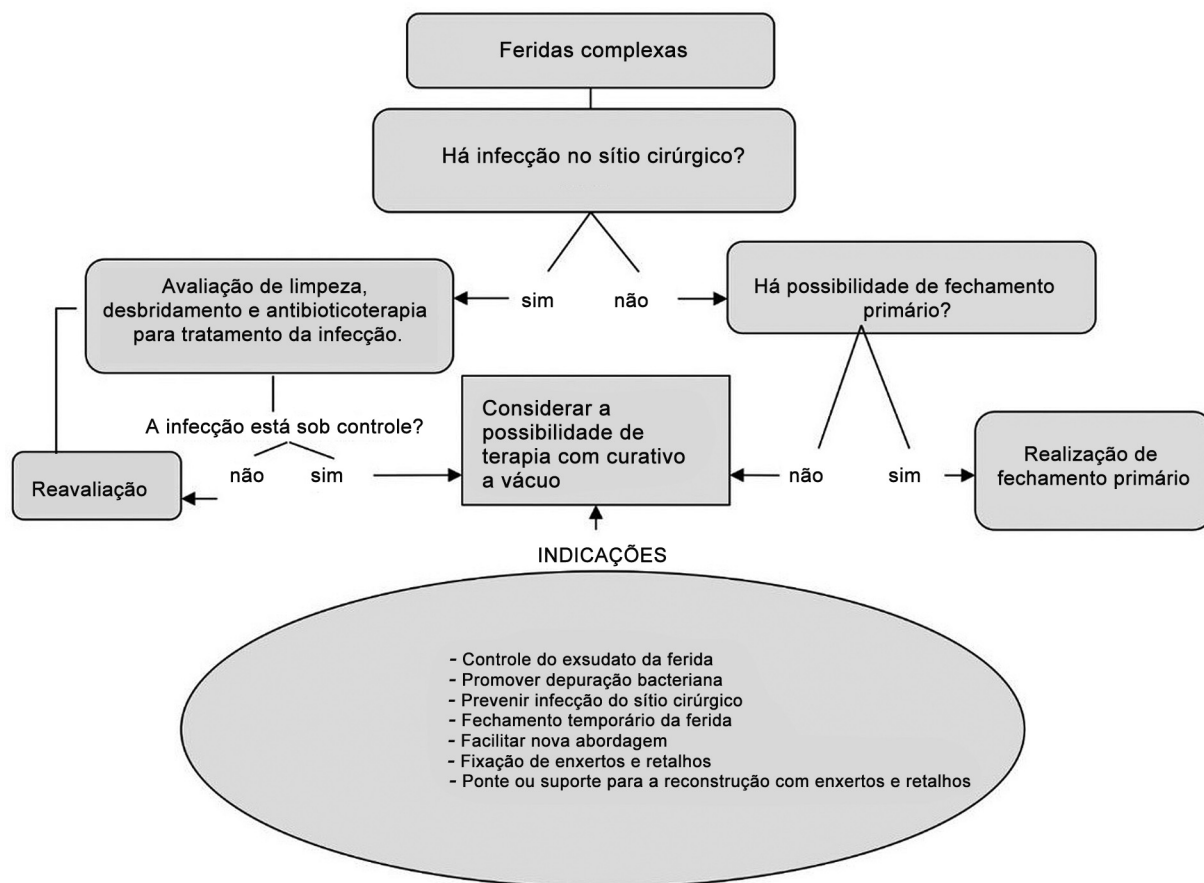 Feridas complexas
Há infecção no sítio cirúrgico?
sim
não
Avaliação de limpeza,
desbridamento e antibioticoterapia
para tratamento da infecção.
Há possibilidade de fechamento
primário?
A infecção está sob controle?
não
sim
Reavaliação
Considerar a
possibilidade de
terapia com curativo
a vácuo
não
sim
Realização de
fechamento primário
INDICAÇÕES
- Controle do exsudato da ferida
- Promover depuração bacteriana
- Prevenir infecção do sítio cirúrgico
- Fechamento temporário da ferida
- Facilitar nova abordagem
- Fixação de enxertos e retalhos
- Ponte ou suporte para a reconstrução com enxertos e retalhos